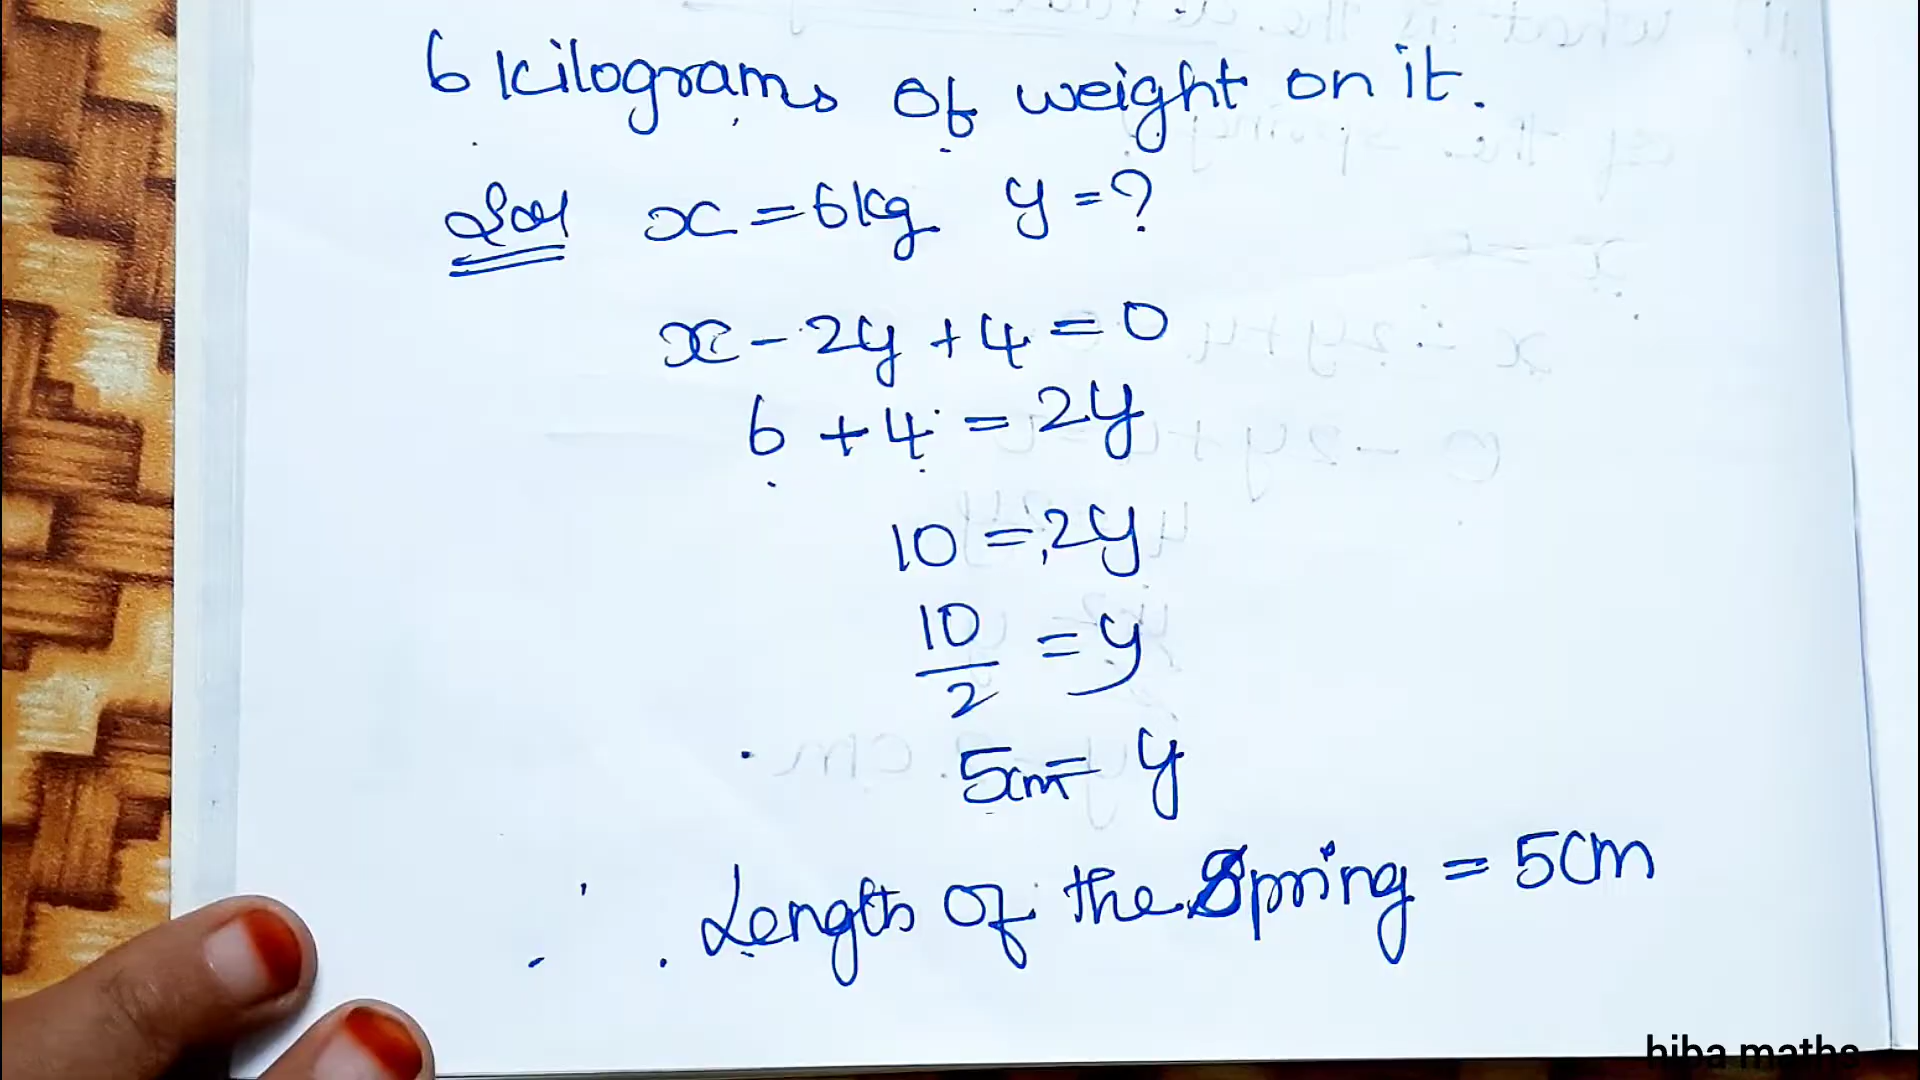 6 kilograms of weight on it.
Sol x = 6kg y = ?
x - 2y + 4 = 0
6 + 4 = 2y
10 = 2y
10/2 = y
5cm = y
∴ Length of the Spring = 5cm
hiba maths